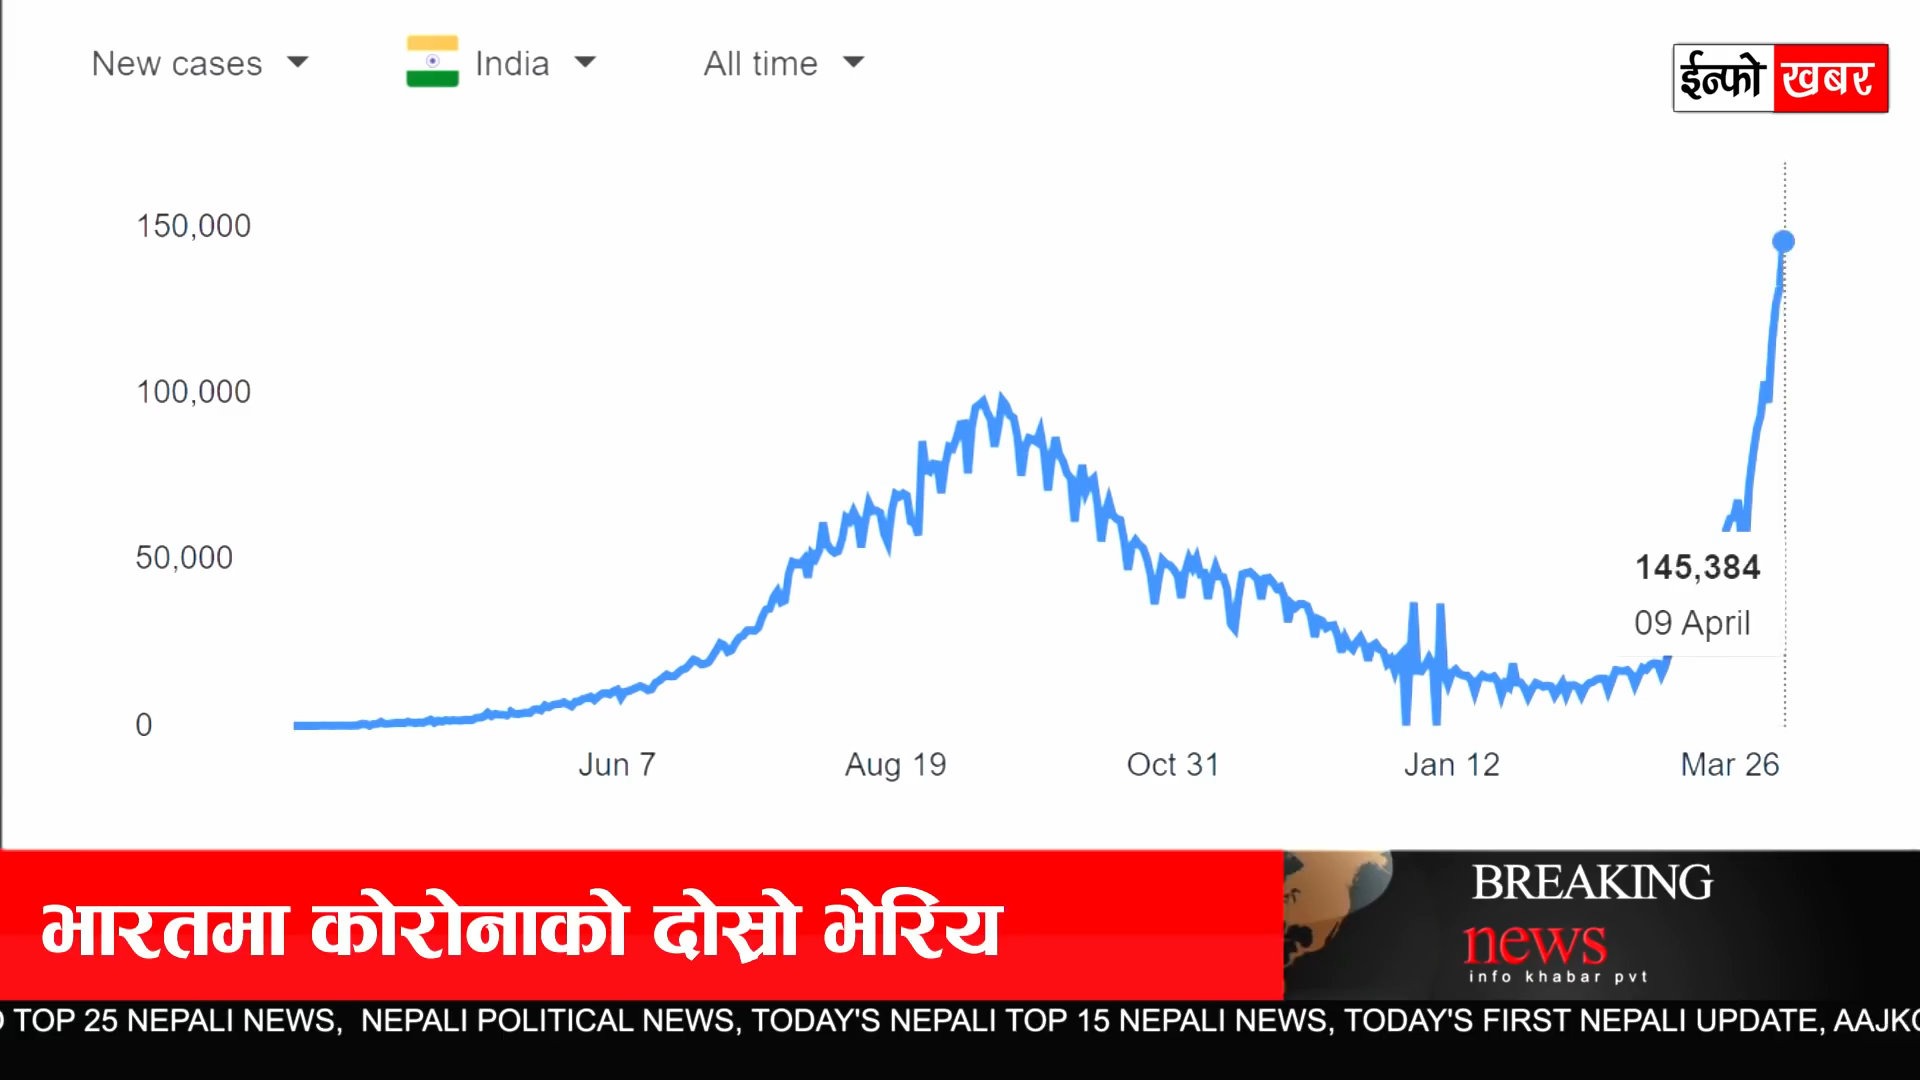 New cases India All time
ईन्फो खबर
150,000
100,000
50,000
0
145,384
09 April
Jun 7 Aug 19 Oct 31 Jan 12 Mar 26
भारतमा कोरोनाको दोस्रो भेरिय
BREAKING
news
info khabar pvt
TOP 25 NEPALI NEWS, NEPALI POLITICAL NEWS, TODAY'S NEPALI TOP 15 NEPALI NEWS, TODAY'S FIRST NEPALI UPDATE,